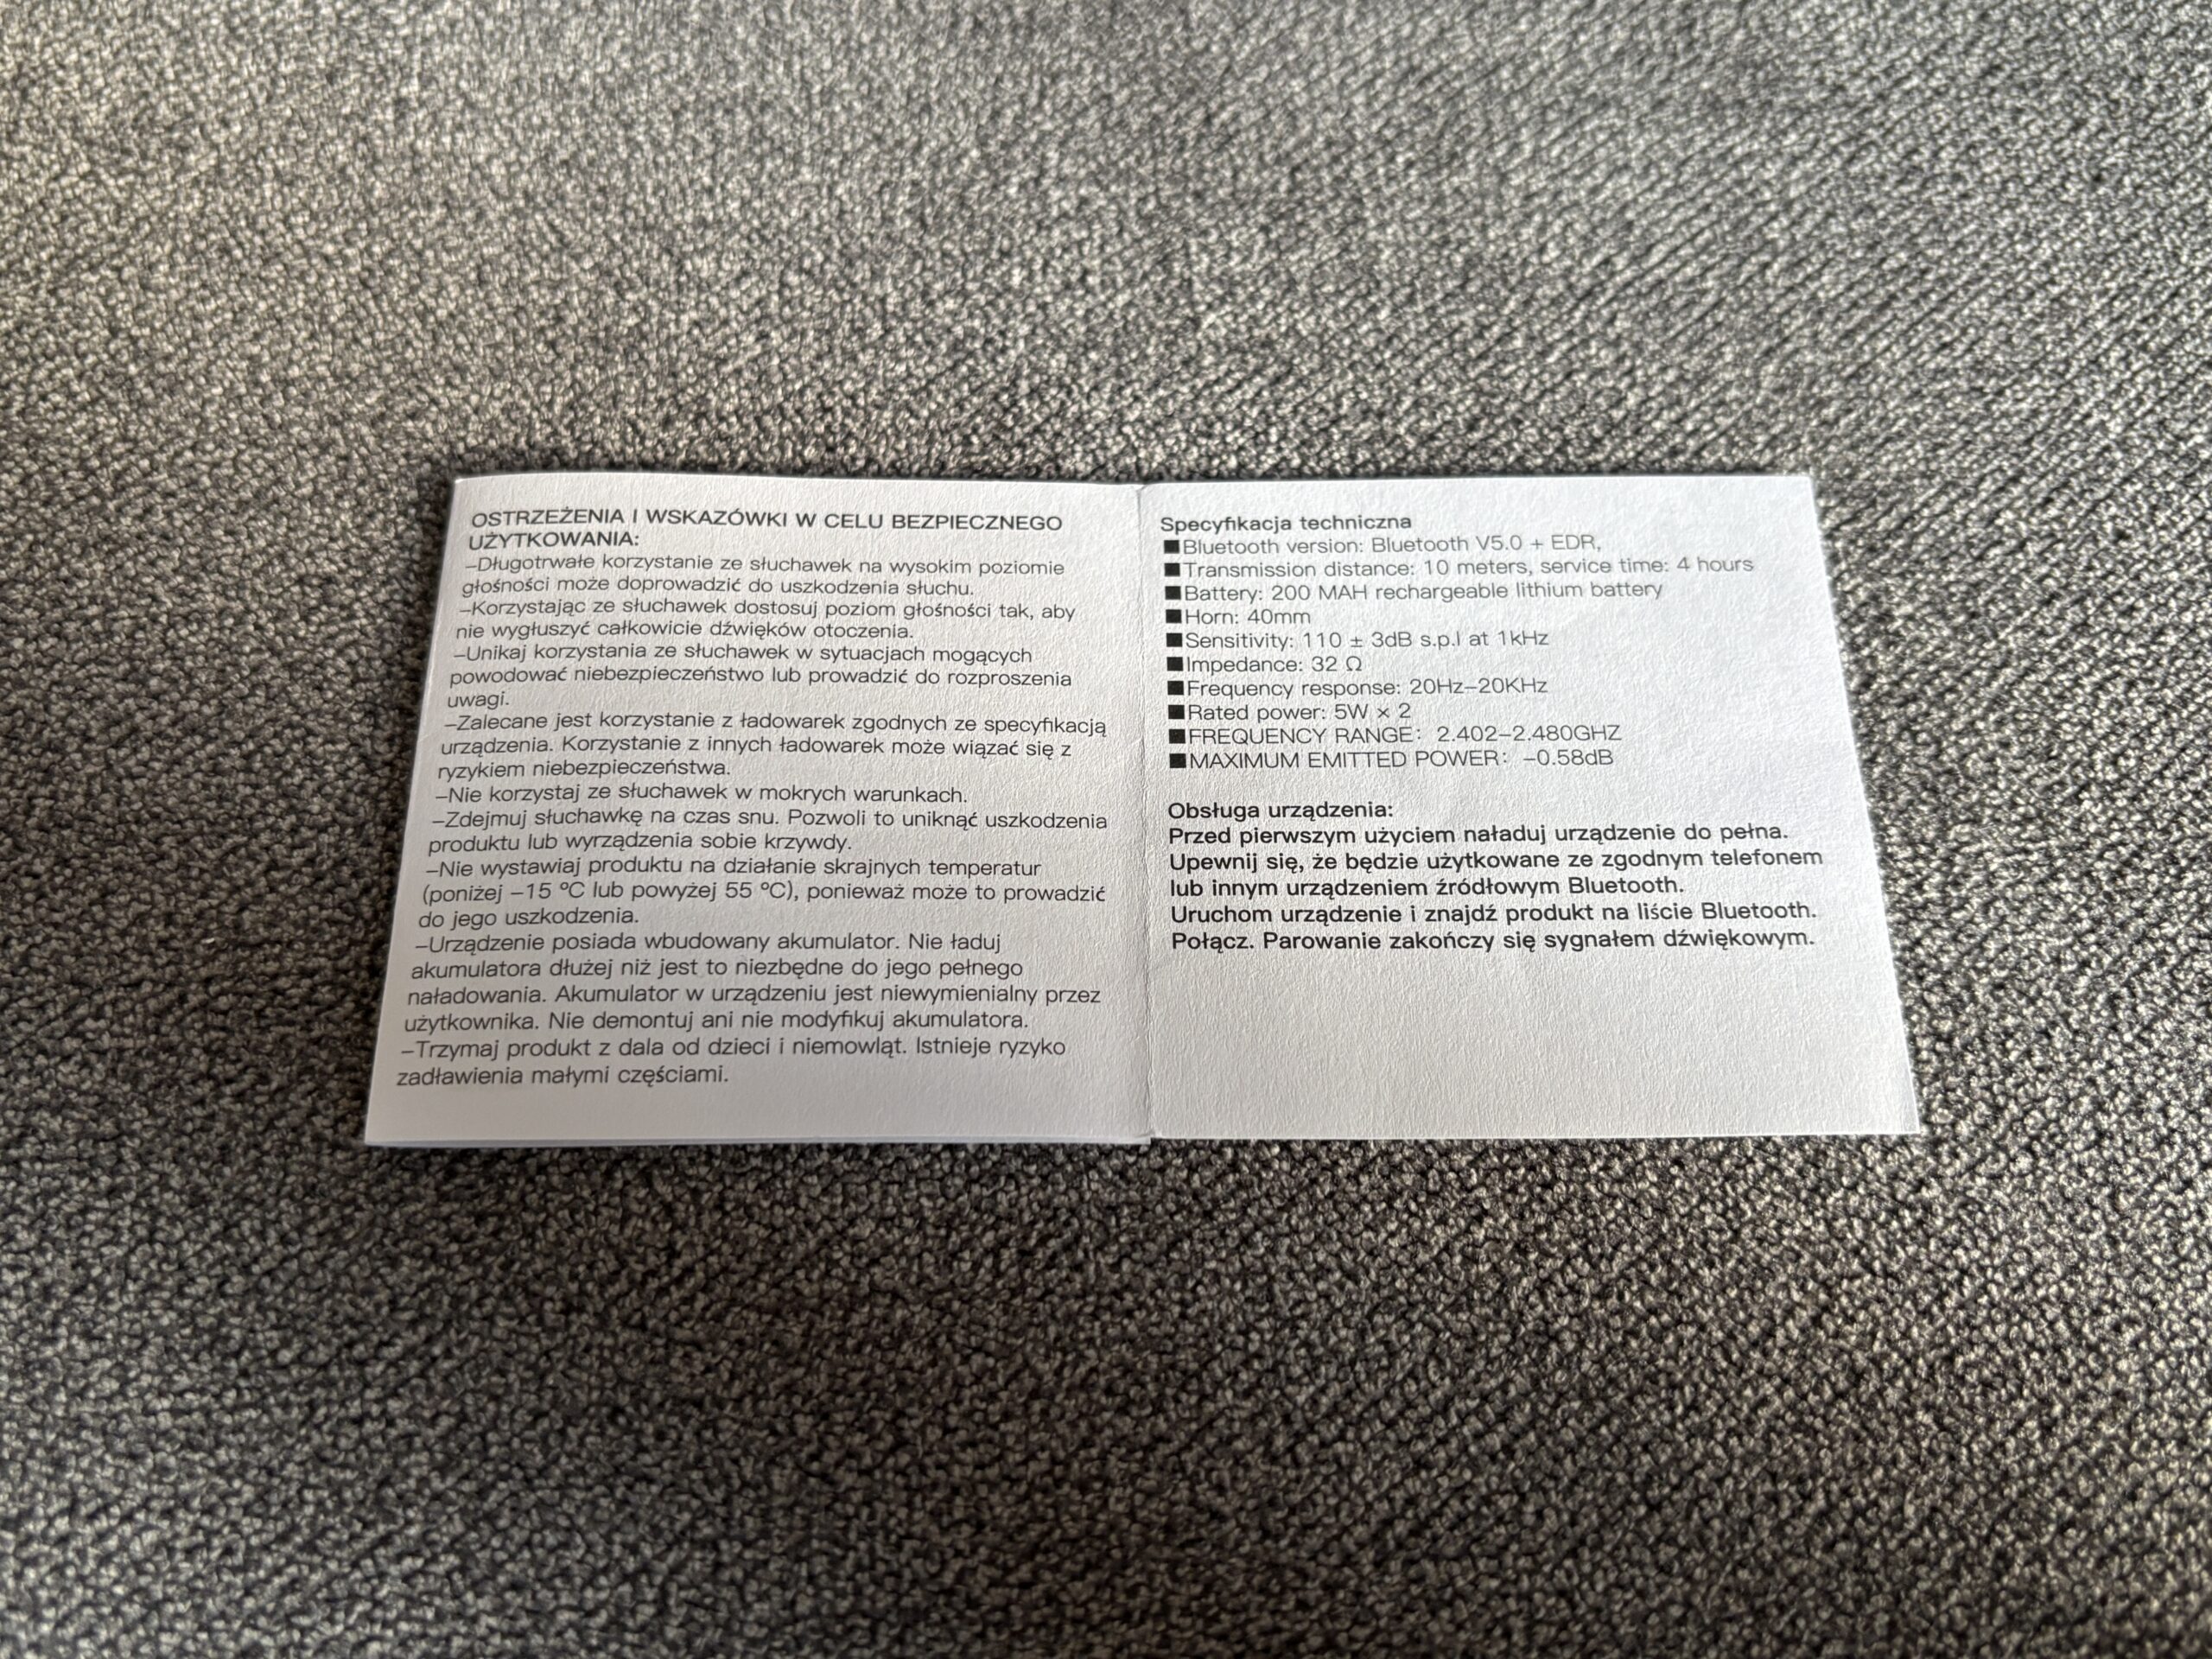 OSTRZEŻENIA I WSKAZÓWKI W CELU BEZPIECZNEGO
UŻYTKOWANIA:
–Długotrwałe korzystanie ze słuchawek na wysokim poziomie
głośności może doprowadzić do uszkodzenia słuchu.
–Korzystając ze słuchawek dostosuj poziom głośności tak, aby
nie wygłuszyć całkowicie dźwięków otoczenia.
–Unikaj korzystania ze słuchawek w sytuacjach mogących
powodować niebezpieczeństwo lub prowadzić do rozproszenia
uwagi.
–Zalecane jest korzystanie z ładowarek zgodnych ze specyfikacją
urządzenia. Korzystanie z innych ładowarek może wiązać się z
ryzykiem niebezpieczeństwa.
–Nie korzystaj ze słuchawek w mokrych warunkach.
–Zdejmuj słuchawkę na czas snu. Pozwoli to uniknąć uszkodzenia
produktu lub wyrządzenia sobie krzywdy.
–Nie wystawiaj produktu na działanie skrajnych temperatur
(poniżej –15 °C lub powyżej 55 °C), ponieważ może to prowadzić
do jego uszkodzenia.
–Urządzenie posiada wbudowany akumulator. Nie ładuj
akumulatora dłużej niż jest to niezbędne do jego pełnego
naładowania. Akumulator w urządzeniu jest niewymienialny przez
użytkownika. Nie demontuj ani nie modyfikuj akumulatora.
–Trzymaj produkt z dala od dzieci i niemowląt. Istnieje ryzyko
zadławienia małymi częściami.
Specyfikacja techniczna
■Bluetooth version: Bluetooth V5.0 + EDR,
■Transmission distance: 10 meters, service time: 4 hours
■Battery: 200 MAH rechargeable lithium battery
■Horn: 40mm
■Sensitivity: 110 ± 3dB s.p.l at 1kHz
■Impedance: 32 Ω
■Frequency response: 20Hz–20KHz
■Rated power: 5W × 2
■FREQUENCY RANGE: 2.402–2.480GHZ
■MAXIMUM EMITTED POWER: –0.58dB
Obsługa urządzenia:
Przed pierwszym użyciem naładuj urządzenie do pełna.
Upewnij się, że będzie użytkowane ze zgodnym telefonem
lub innym urządzeniem źródłowym Bluetooth.
Uruchom urządzenie i znajdź produkt na liście Bluetooth.
Połącz. Parowanie zakończy się sygnałem dźwiękowym.